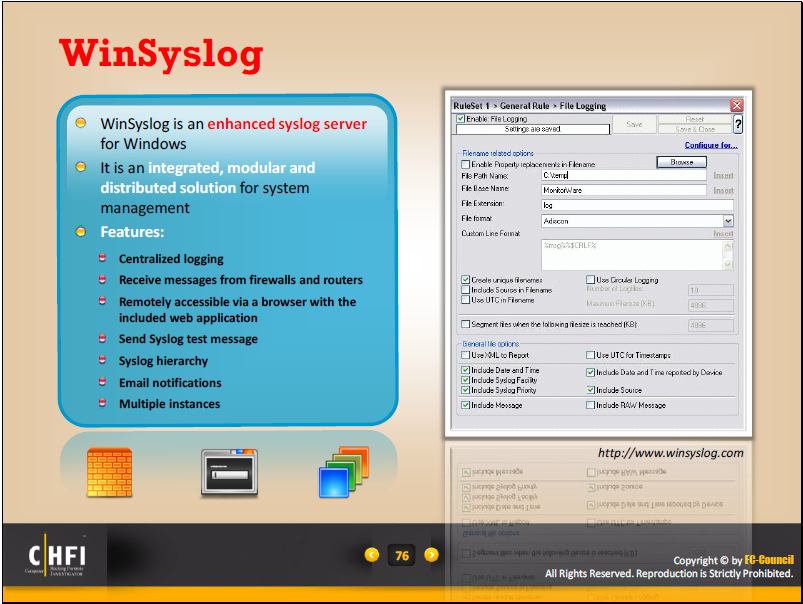 WinSyslog
WinSyslog is an enhanced syslog server
for Windows
It is an integrated, modular and
distributed solution for system
management
Features:
Centralized logging
Receive messages from firewalls and routers
Remotely accessible via a browser with the
included web application
Send Syslog test message
Syslog hierarchy
Email notifications
Multiple instances
RuleSet 1 > General Rule > File Logging
Enable: File Logging
Settings are saved.
Save
Reset
Save & Close
?
Configure for...
Filename related options
Enable Property replacements in Filename
Browse
File Path Name:
C:\temp
Insert
File Base Name:
MonitorWare
Insert
File Extension:
log
File format
Adiscon
Custom Line Format
Insert
%msg%%$CRLF%
Create unique filenames
Use Circular Logging
Include Source in Filename
Number of Logfiles:
10
Use UTC in Filename
Maximum Filesize (KB):
4096
Segment files when the following filesize is reached (KB):
4096
General file options
Use XML to Report
Use UTC for Timestamps
Include Date and Time
Include Date and Time reported by Device
Include Syslog Facility
Include Syslog Priority
Include Source
Include Message
Include RAW Message
http://www.winsyslog.com
CHFI
Computer
Hacking Forensic
INVESTIGATOR
76
Copyright © by EC-Council
All Rights Reserved. Reproduction is Strictly Prohibited.